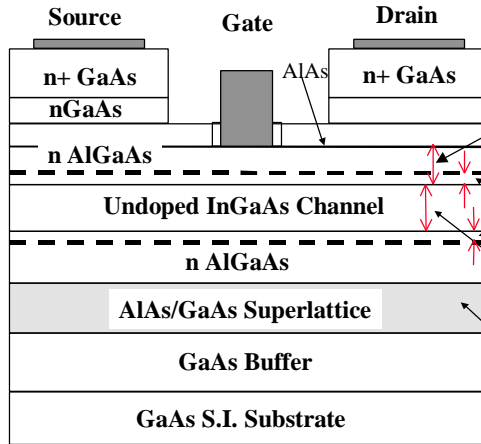 Source
Gate
Drain
n+ GaAs
AlAs
n+ GaAs
nGaAs
n AlGaAs
Undoped InGaAs Channel
n AlGaAs
AlAs/GaAs Superlattice
GaAs Buffer
GaAs S.I. Substrate